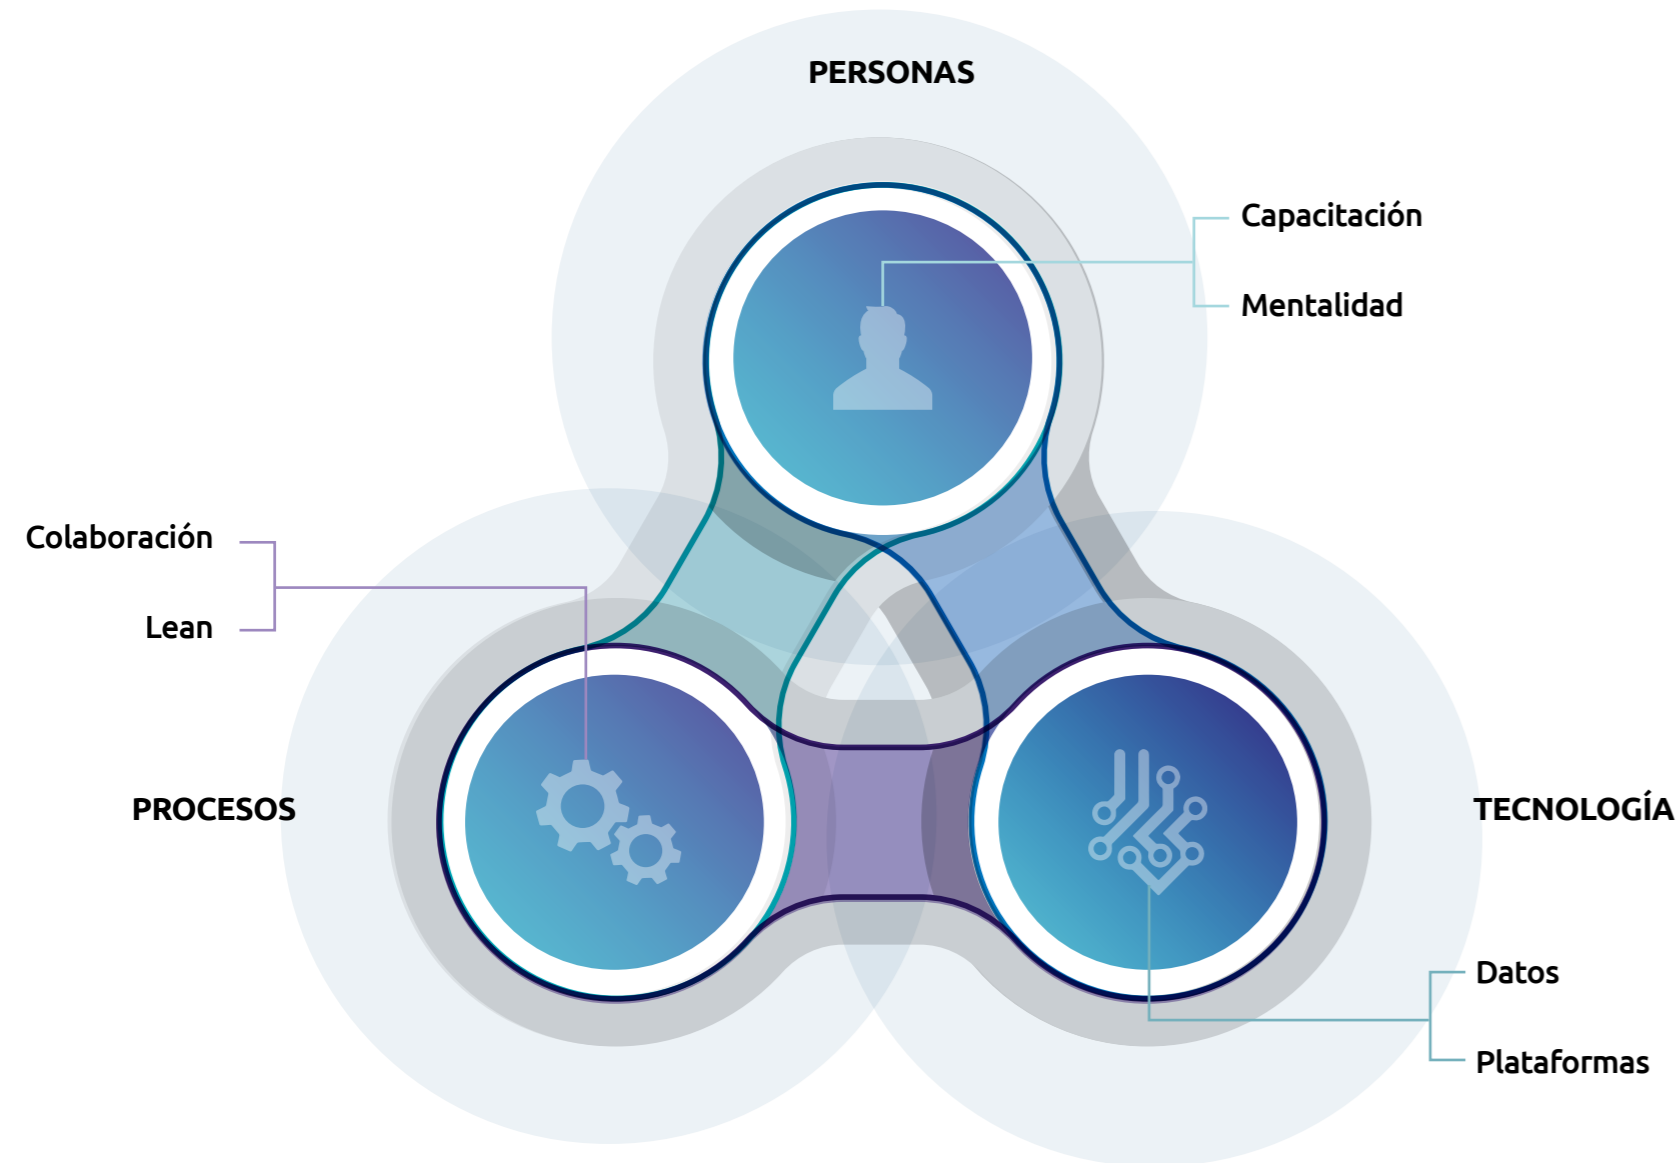 PERSONAS
Capacitación
Mentalidad
Colaboración
Lean
PROCESOS
TECNOLOGÍA
Datos
Plataformas